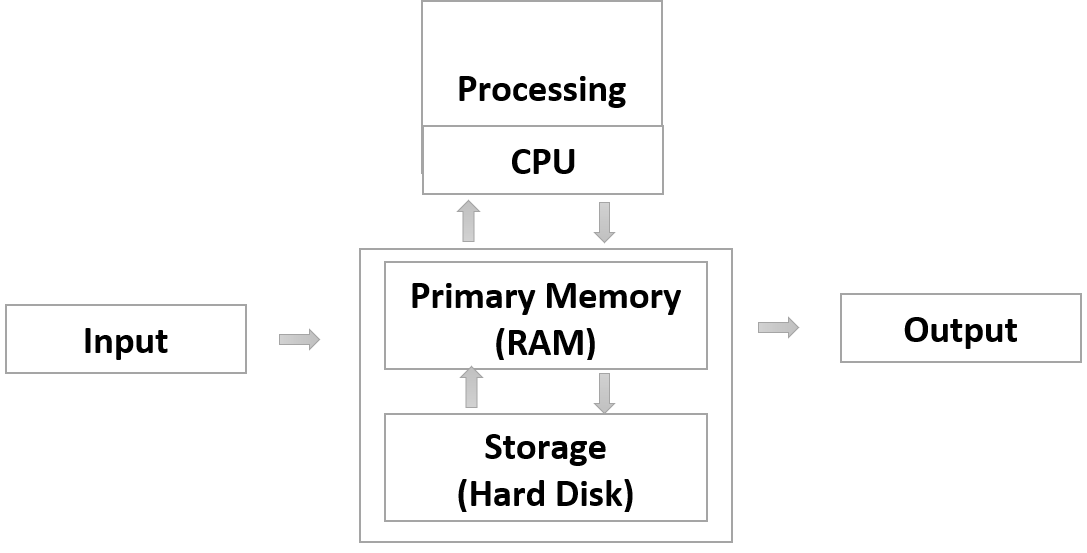 Processing
CPU
Primary Memory
(RAM)
Input
Output
Storage
(Hard Disk)